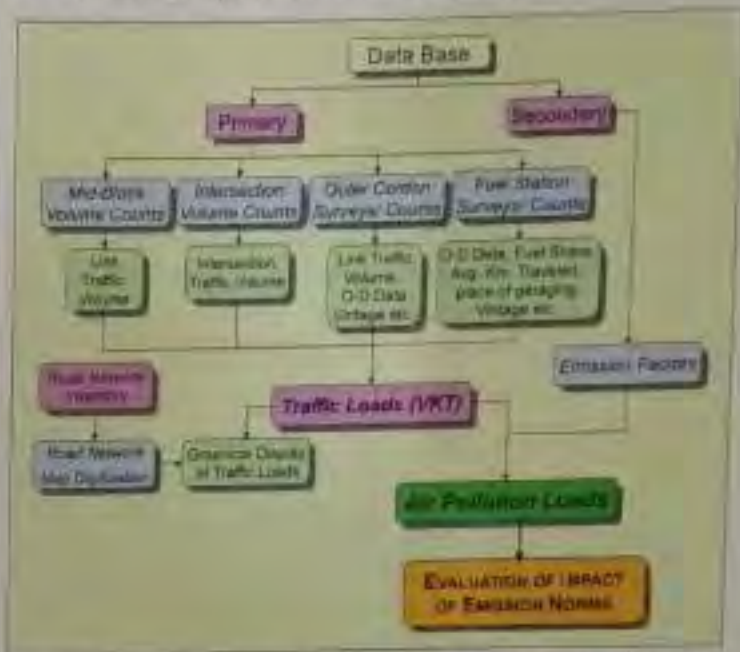 Data Base
Primary
Secondary
Mid-Block
Volume Counts
Intersection
Volume Counts
Outer Cordon
Surveys/ Counts
Fuel Station
Surveys/ Counts
Link
Traffic
Volume
Intersection
Traffic Volume
Link Traffic
Volume,
O-D Data
Vintage etc.
O-D Data, Fuel Share
Avg. Km. Travelled,
place of garaging,
Vintage etc.
Road Network
Inventory
Traffic Loads (VKT)
Emission Factors
Road Network
Map Digitisation
Graphical Display
of Traffic Loads
Air Pollution Loads
EVALUATION OF IMPACT
OF EMISSION NORMS